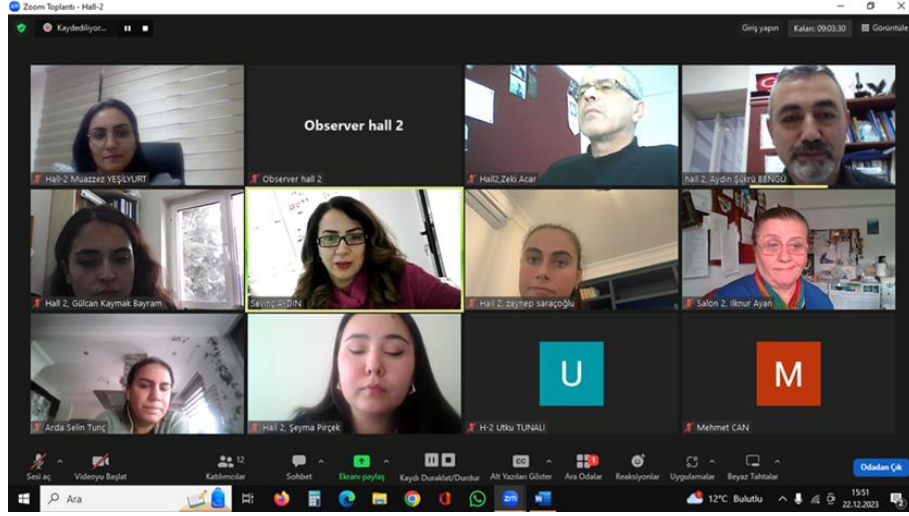 Zoom Toplantı - Hall-2
Kaydediliyor...
Giriş yapın
Kalan: 09:03:30
Görüntüle
Hall-2 Muazzez YEŞİLYURT
Observer hall 2
Observer hall 2
Hall2,Zeki Acar
hall 2, Aydın Şükrü BENGÜ
Hall 2, Gülcan Kaymak Bayram
Sevinç AYDIN
Hall 2, zeynep saraçoğlu
Salon 2, Ilknur Ayan
Arda Selin Tunç
Hall 2, Şeyma Pirçek
U
H-2 Utku TUNALI
M
Mehmet CAN
Sesi aç
Videoyu Başlat
12
Katılımcılar
Sohbet
Ekranı paylaş
Kaydı Duraklat/Durdur
CC
Alt Yazıları Göster
1
Ara Odalar
Reaksiyonlar
Uygulamalar
Beyaz Tahtalar
Odadan Çık
Ara
zm
12°C Bulutlu
15:51
22.12.2023